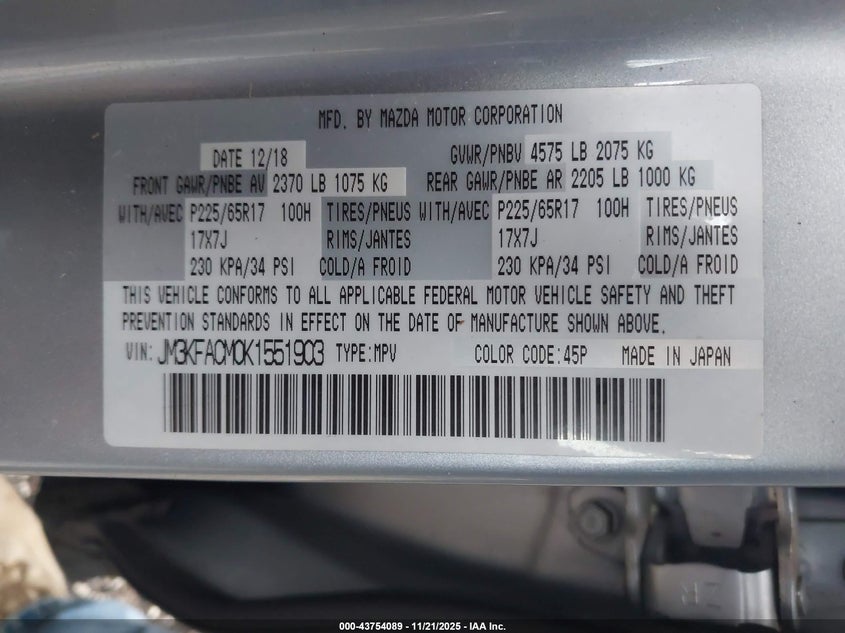 MFD. BY MAZDA MOTOR CORPORATION
DATE 12/18 GVWR/PNBV 4575 LB 2075 KG
FRONT GAWR/PNBE AV 2370 LB 1075 KG REAR GAWR/PNBE AR 2205 LB 1000 KG
WITH/AVEC P225/65R17 100H TIRES/PNEUS WITH/AVEC P225/65R17 100H TIRES/PNEUS
17X7J RIMS/JANTES 17X7J RIMS/JANTES
230 KPA/34 PSI COLD/A FROID 230 KPA/34 PSI COLD/A FROID
THIS VEHICLE CONFORMS TO ALL APPLICABLE FEDERAL MOTOR VEHICLE SAFETY AND THEFT
PREVENTION STANDARDS IN EFFECT ON THE DATE OF MANUFACTURE SHOWN ABOVE.
VIN: JM3KFACM0K1551903 TYPE:MPV COLOR CODE:45P MADE IN JAPAN
000-43754089 - 11/21/2025 - IAA Inc.